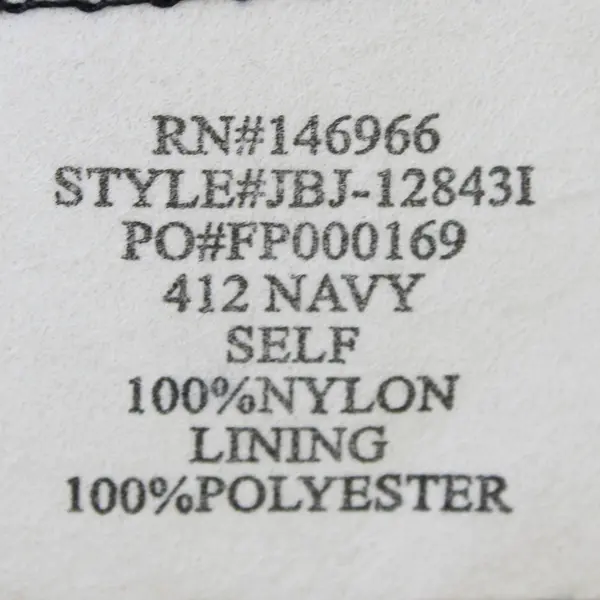 RN#146966
STYLE#JBJ-12843I
PO#FP000169
412 NAVY
SELF
100%NYLON
LINING
100%POLYESTER